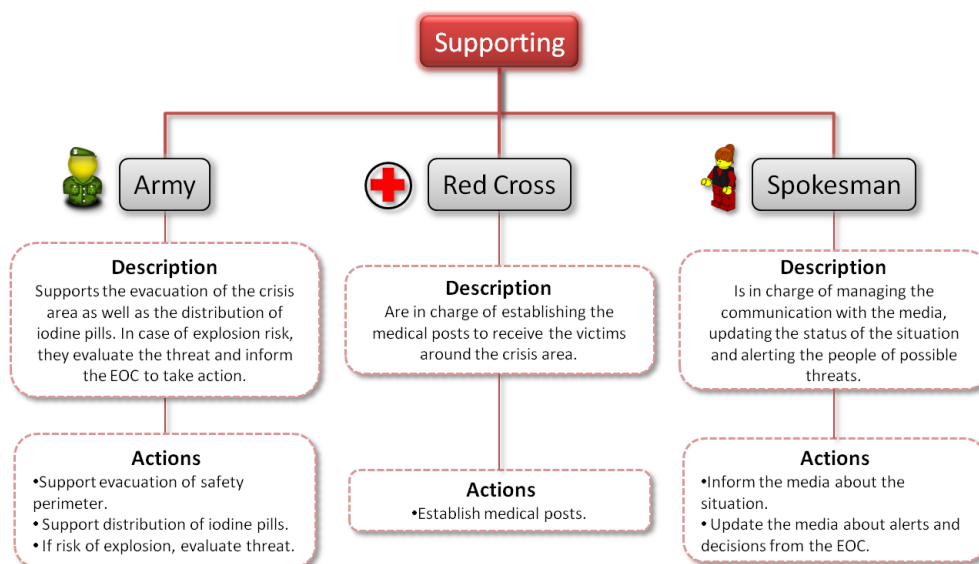 Supporting
Army
Red Cross
Spokesman
Description
Supports the evacuation of the crisis
area as well as the distribution of
iodine pills. In case of explosion risk,
they evaluate the threat and inform
the EOC to take action.
Description
Are in charge of establishing the
medical posts to receive the victims
around the crisis area.
Description
Is in charge of managing the
communication with the media,
updating the status of the situation
and alerting the people of possible
threats.
Actions
•Support evacuation of safety
perimeter.
• Support distribution of iodine pills.
• If risk of explosion, evaluate threat.
Actions
•Establish medical posts.
Actions
•Inform the media about the
situation.
• Update the media about alerts and
decisions from the EOC.